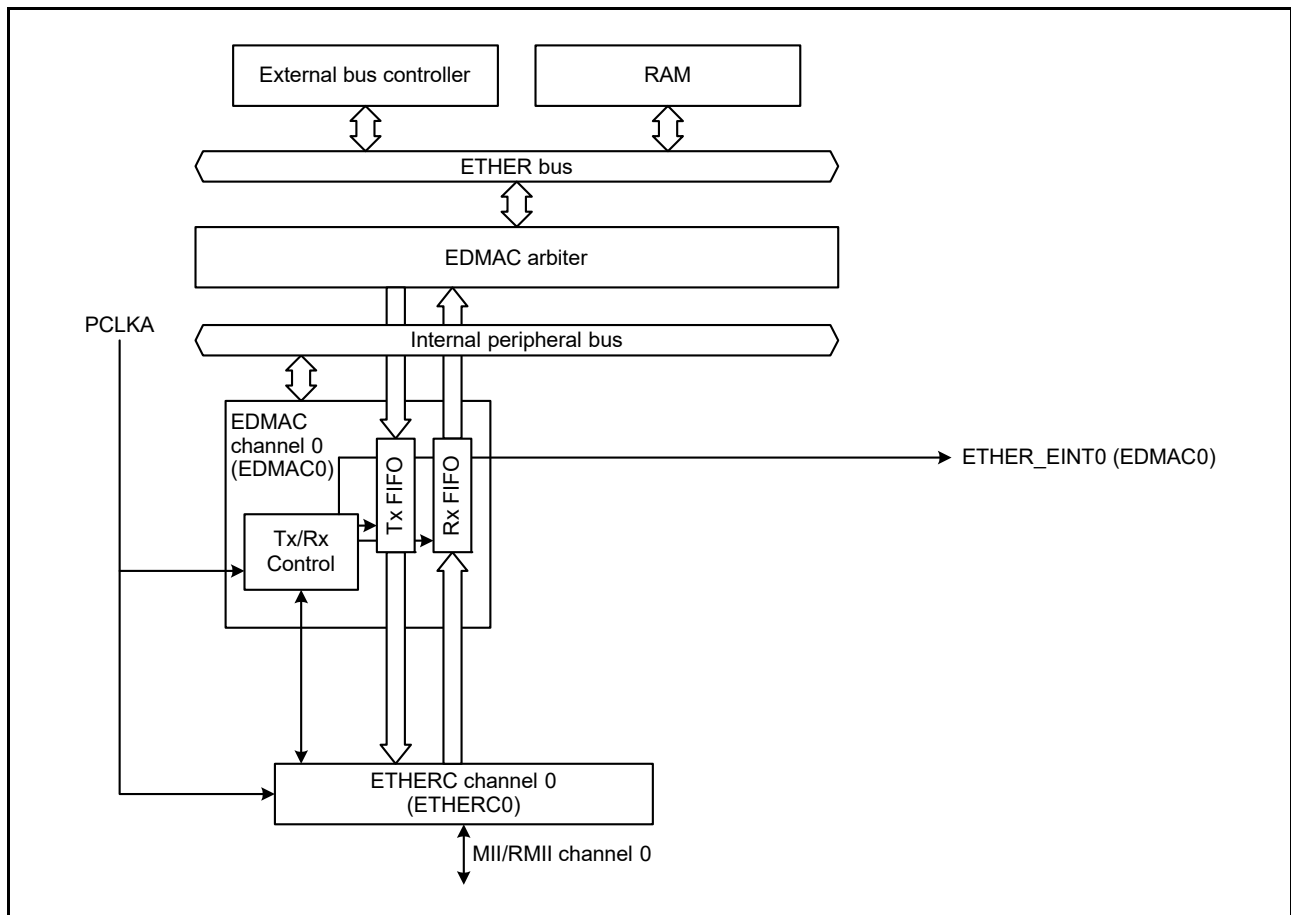 External bus controller
RAM
ETHER bus
EDMAC arbiter
PCLKA
Internal peripheral bus
EDMAC
channel 0
(EDMAC0)
Tx FIFO
Rx FIFO
ETHER_EINT0 (EDMAC0)
Tx/Rx
Control
ETHERC channel 0
(ETHERC0)
MII/RMII channel 0